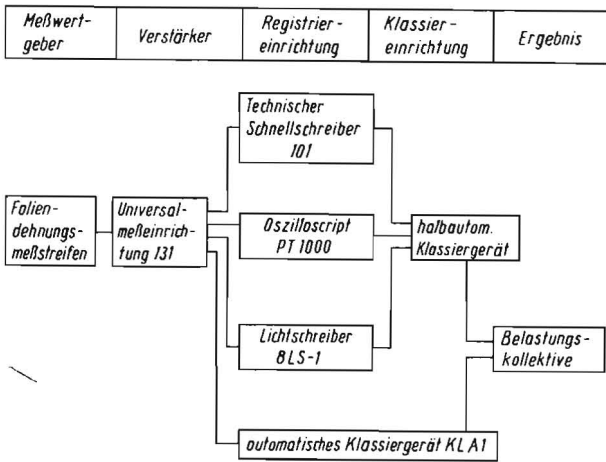 Meßwert-
geber
Verstärker
Registrier-
einrichtung
Klassier-
einrichtung
Ergebnis
Technischer
Schnellschreiber
101
Folien-
dehnungs-
meßstreifen
Universal-
meßeinrich-
tung 131
Oszilloscript
PT 1000
halbautom.
Klassiergerät
Lichtschreiber
8LS-1
Belastungs-
kollektive
automatisches Klassiergerät KLA1